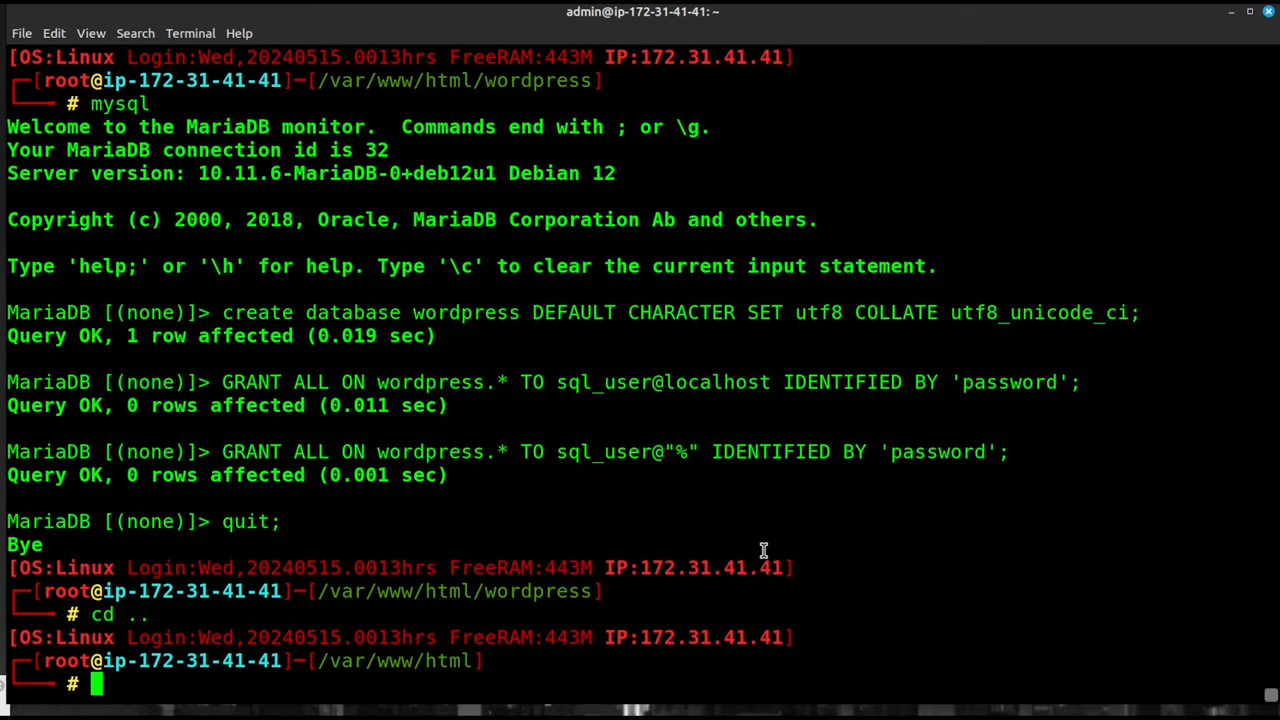 admin@ip-172-31-41-41: ~
File Edit View Search Terminal Help
[OS:Linux Login:Wed,20240515.0013hrs FreeRAM:443M IP:172.31.41.41]
┌─[root@ip-172-31-41-41]─[/var/www/html/wordpress]
└─── # mysql
Welcome to the MariaDB monitor.  Commands end with ; or \g.
Your MariaDB connection id is 32
Server version: 10.11.6-MariaDB-0+deb12u1 Debian 12
Copyright (c) 2000, 2018, Oracle, MariaDB Corporation Ab and others.
Type 'help;' or '\h' for help. Type '\c' to clear the current input statement.
MariaDB [(none)]> create database wordpress DEFAULT CHARACTER SET utf8 COLLATE utf8_unicode_ci;
Query OK, 1 row affected (0.019 sec)
MariaDB [(none)]> GRANT ALL ON wordpress.* TO sql_user@localhost IDENTIFIED BY 'password';
Query OK, 0 rows affected (0.011 sec)
MariaDB [(none)]> GRANT ALL ON wordpress.* TO sql_user@"%" IDENTIFIED BY 'password';
Query OK, 0 rows affected (0.001 sec)
MariaDB [(none)]> quit;
Bye
[OS:Linux Login:Wed,20240515.0013hrs FreeRAM:443M IP:172.31.41.41]
┌─[root@ip-172-31-41-41]─[/var/www/html/wordpress]
└─── # cd ..
[OS:Linux Login:Wed,20240515.0013hrs FreeRAM:443M IP:172.31.41.41]
┌─[root@ip-172-31-41-41]─[/var/www/html]
└─── #